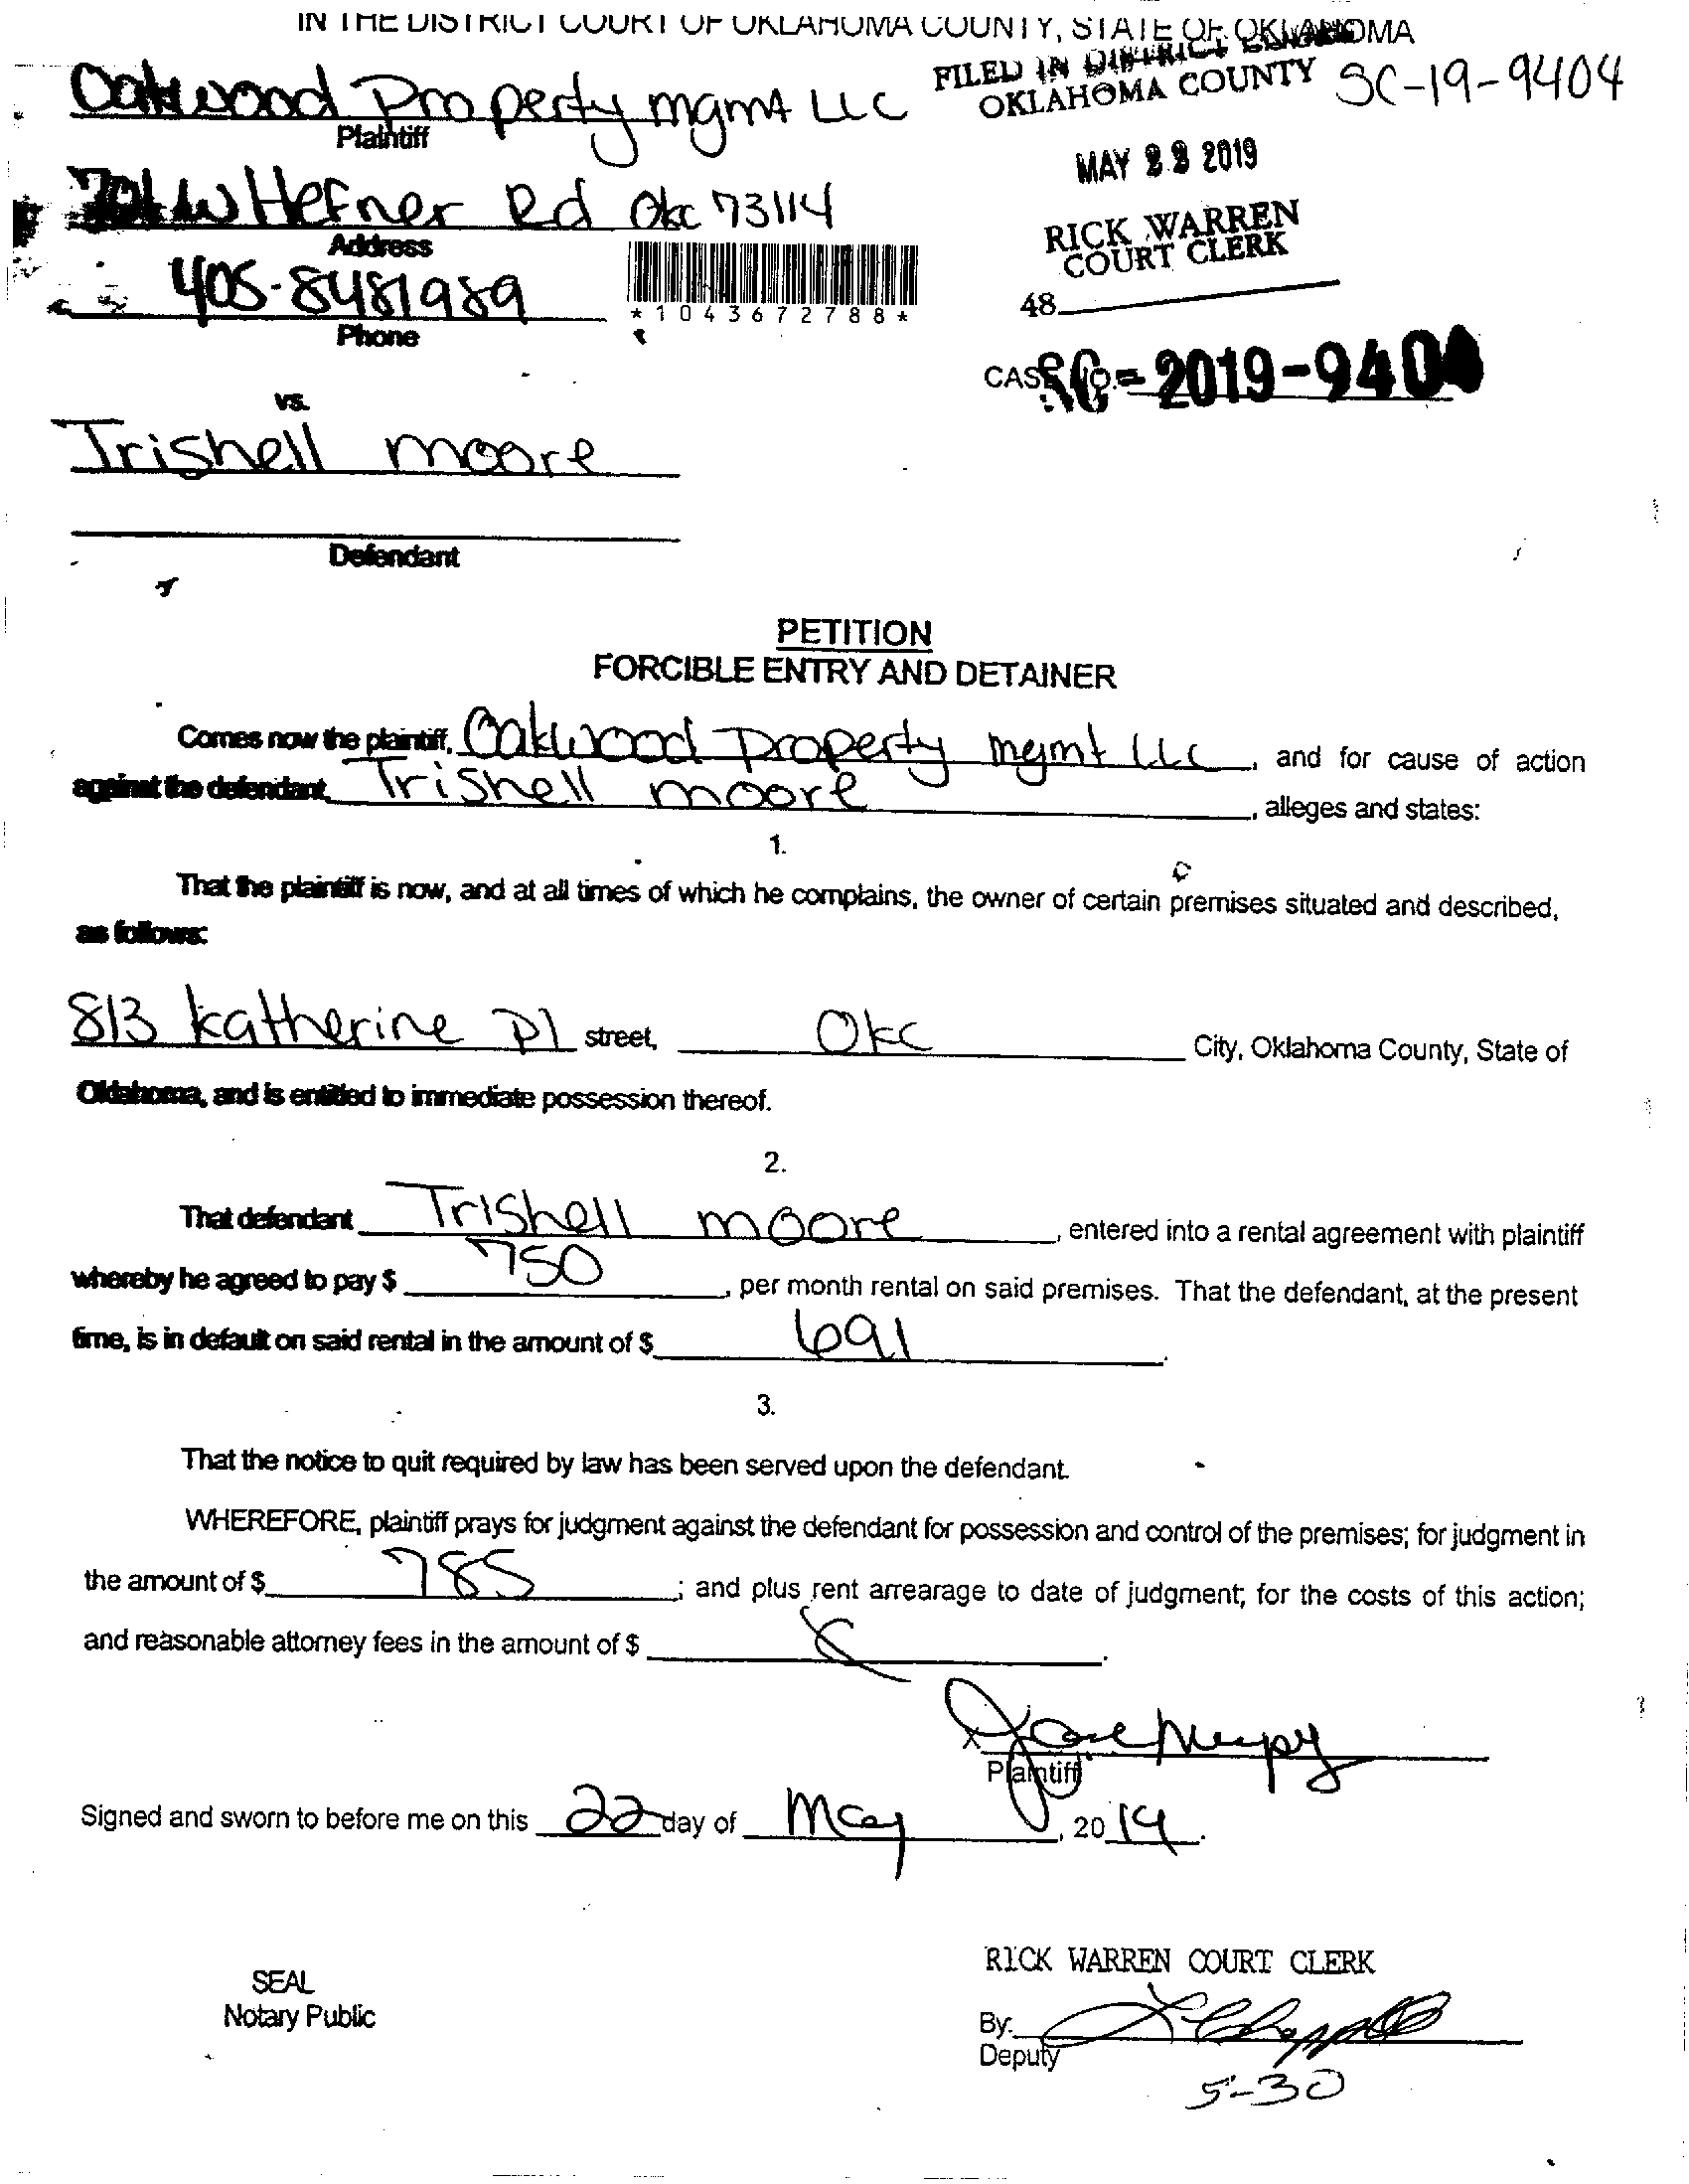 IN THE DISTRICT COURT OF OKLAHOMA COUNTY, STATE OF OKLAHOMA
FILED IN DISTRICT
OKLAHOMA COUNTY SC-19-9404
Oakwood Property mgmt LLC
Plaintiff
MAY 2019
701 W Hefner Rd Okc 73114
Address
RICK WARREN
COURT CLERK
405-8481989
*1043672788*
48
Phone
CASE NO. SC-2019-9404
vs.
Trishell moore
Defendant
PETITION
FORCIBLE ENTRY AND DETAINER
Comes now the plaintiff, Oakwood Property mgmt LLC, and for cause of action
against the defendant, Trishell moore, alleges and states:
1.
That the plaintiff is now, and at all times of which he complains, the owner of certain premises situated and described,
as follows:
813 Katherine Pl street, Okc City, Oklahoma County, State of
Oklahoma, and is entitled to immediate possession thereof.
2.
That defendant Trishell moore, entered into a rental agreement with plaintiff
whereby he agreed to pay $ 750, per month rental on said premises. That the defendant, at the present
time, is in default on said rental in the amount of $ 691.
3.
That the notice to quit required by law has been served upon the defendant.
WHEREFORE, plaintiff prays for judgment against the defendant for possession and control of the premises; for judgment in
the amount of $ 785; and plus rent arrearage to date of judgment; for the costs of this action;
and reasonable attorney fees in the amount of $
Plaintiff
Signed and sworn to before me on this 22 day of May, 2019.
RICK WARREN COURT CLERK
SEAL
Notary Public
By:
Deputy
5-30